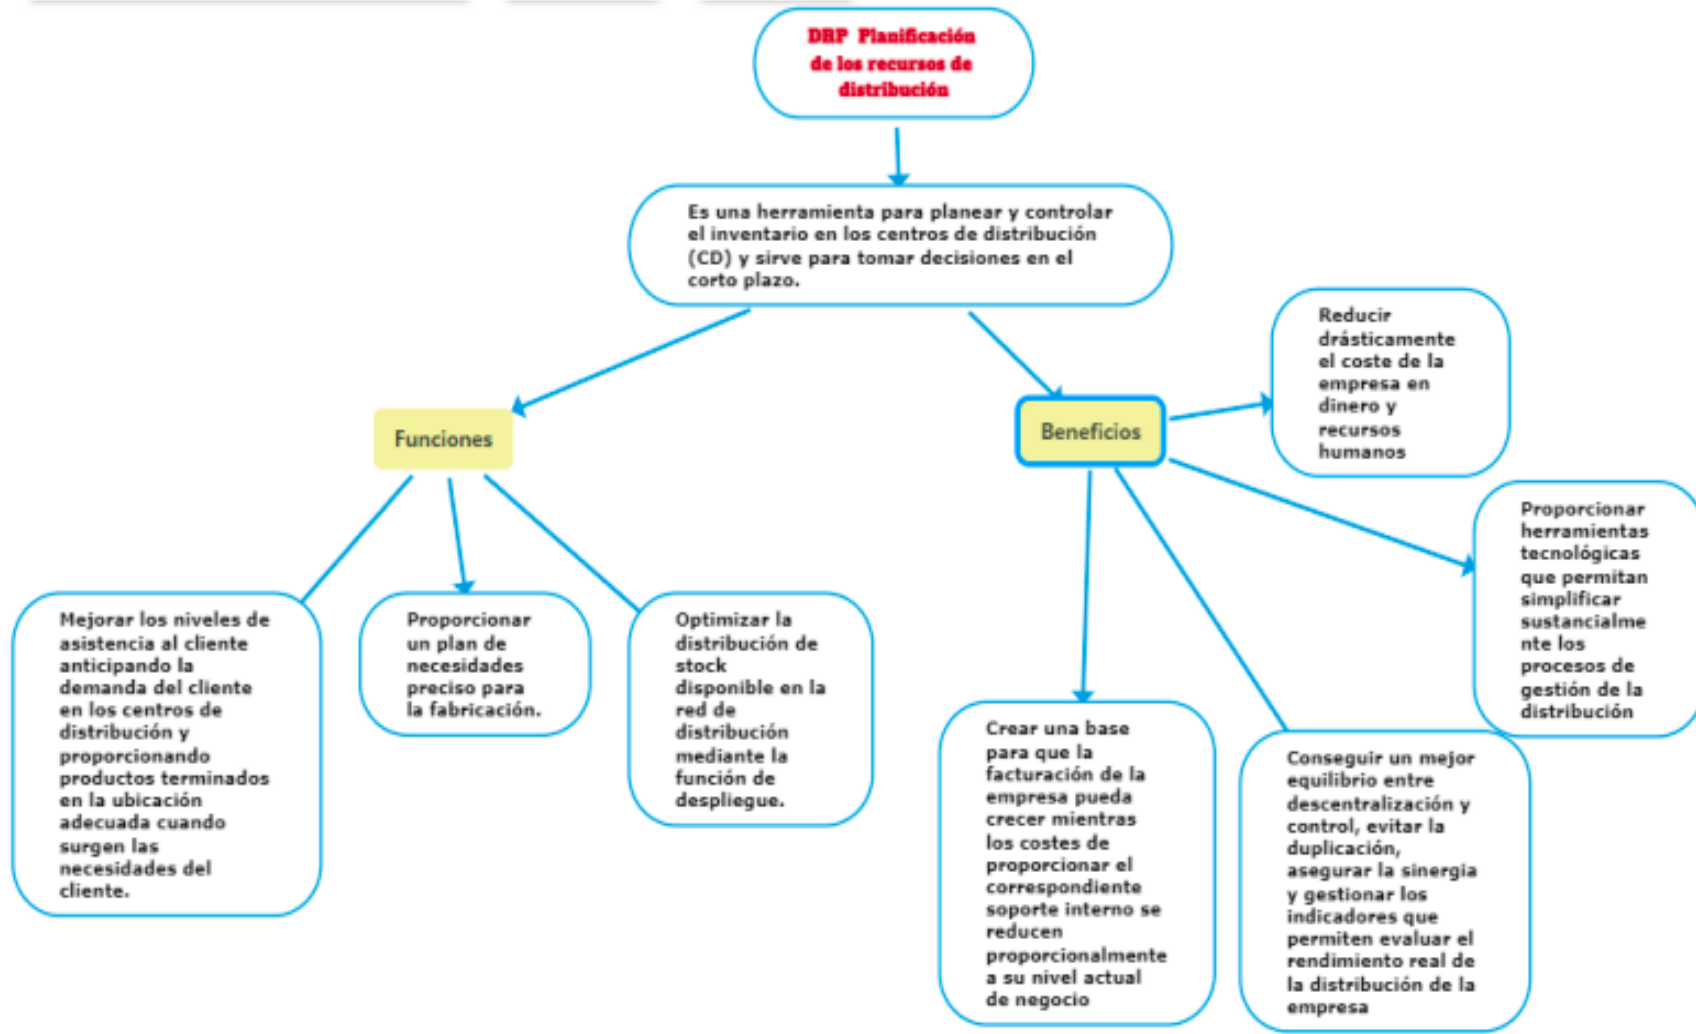 DRP Planificación
de los recursos de
distribución
Es una herramienta para planear y controlar
el inventario en los centros de distribución
(CD) y sirve para tomar decisiones en el
corto plazo.
Funciones
Mejorar los niveles de
asistencia al cliente
anticipando la
demanda del cliente
en los centros de
distribución y
proporcionando
productos terminados
en la ubicación
adecuada cuando
surgen las
necesidades del
cliente.
Proporcionar
un plan de
necesidades
preciso para
la fabricación.
Optimizar la
distribución de
stock
disponible en la
red de
distribución
mediante la
función de
despliegue.
Beneficios
Reducir
drásticamente
el coste de la
empresa en
dinero y
recursos
humanos
Proporcionar
herramientas
tecnológicas
que permitan
simplificar
sustancialme
nte los
procesos de
gestión de la
distribución
Crear una base
para que la
facturación de la
empresa pueda
crecer mientras
los costes de
proporcionar el
correspondiente
soporte interno se
reducen
proporcionalmente
a su nivel actual
de negocio
Conseguir un mejor
equilibrio entre
descentralización y
control, evitar la
duplicación,
asegurar la sinergia
y gestionar los
indicadores que
permiten evaluar el
rendimiento real de
la distribución de la
empresa